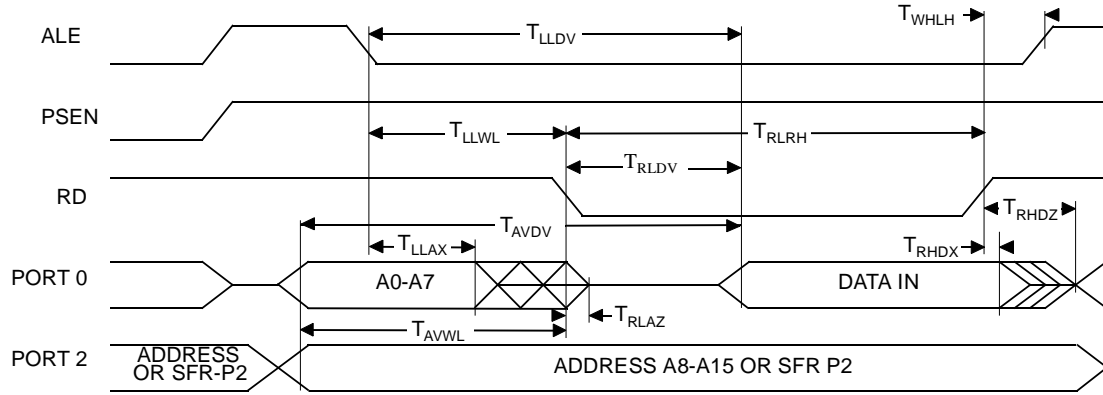 T_WHLH
ALE
T_LLDV
PSEN
T_LLWL
T_RLRH
T_RLDV
RD
T_RHDZ
T_AVDV
T_LLAX
T_RHDX
PORT 0
A0-A7
DATA IN
T_RLAZ
T_AVWL
PORT 2
ADDRESS
OR SFR-P2
ADDRESS A8-A15 OR SFR P2